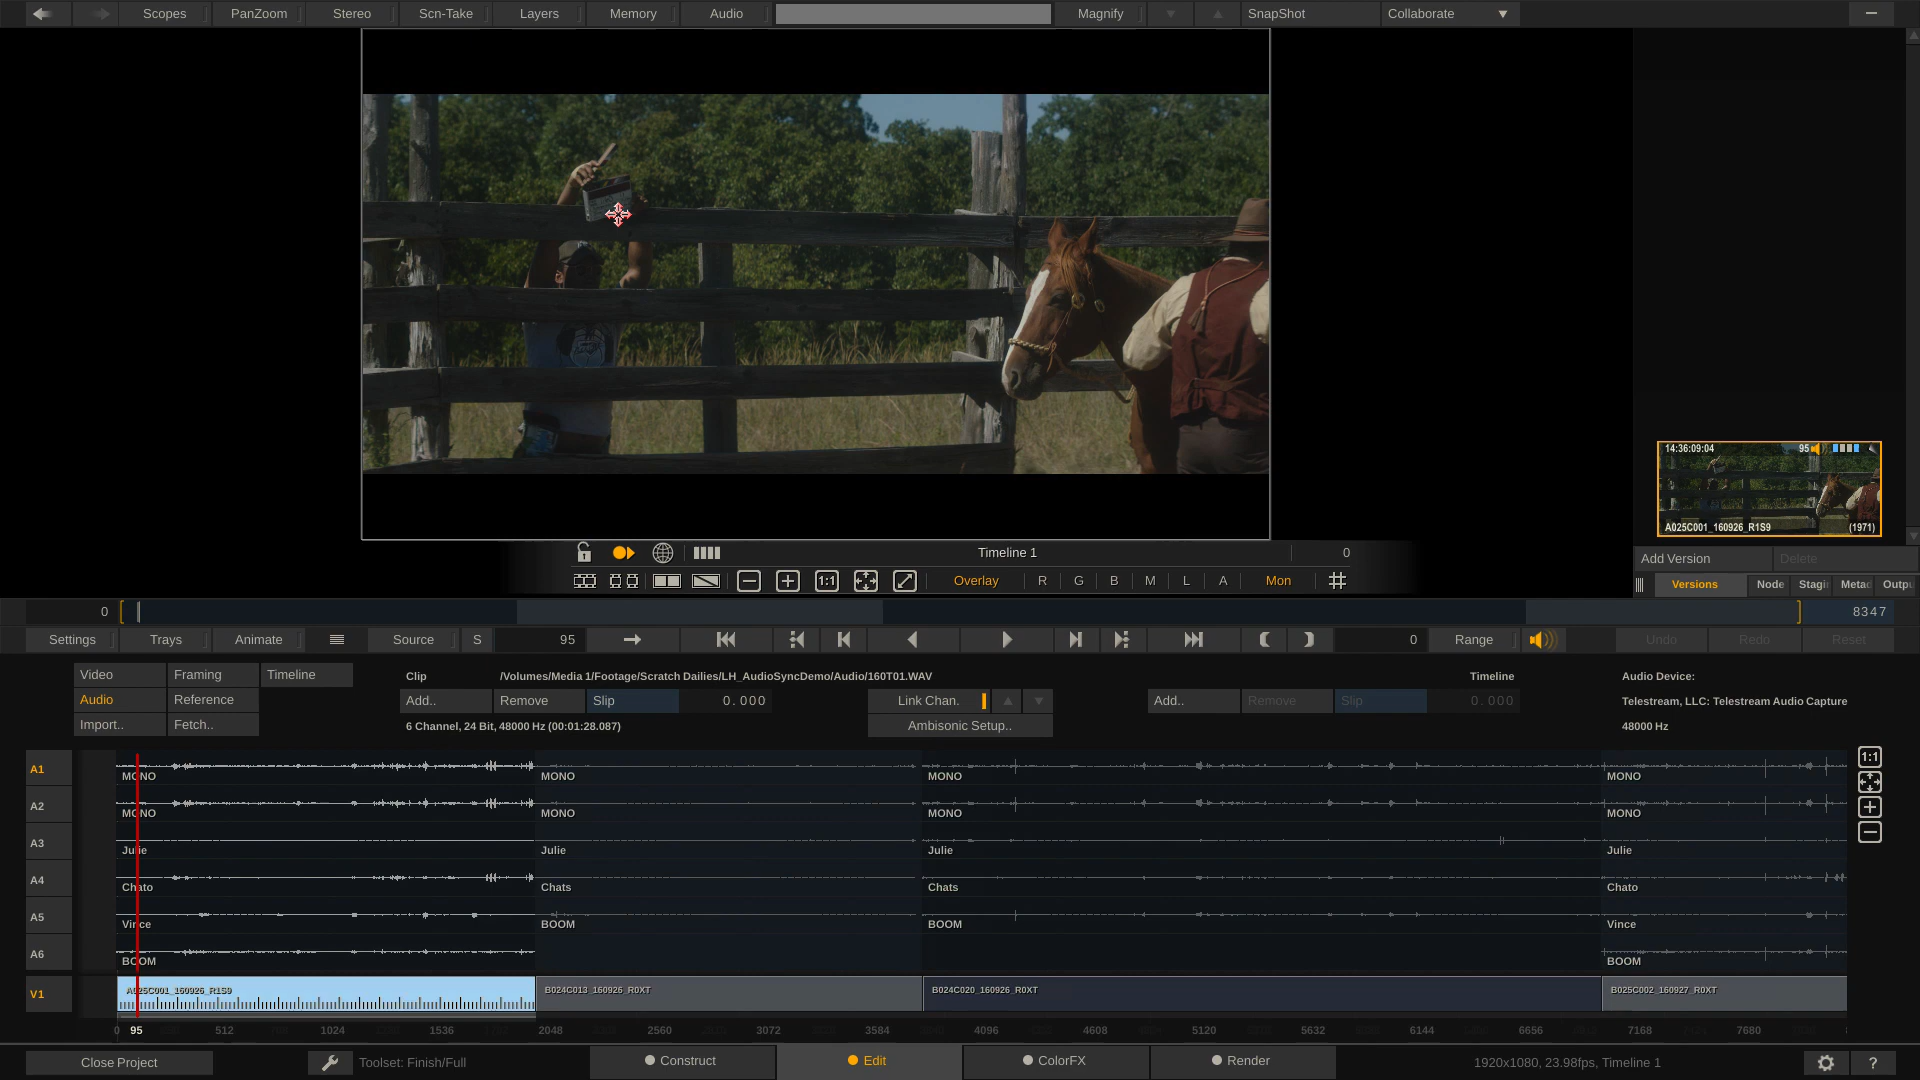 Scopes PanZoom Stereo Scn-Take Layers Memory Audio Magnify SnapShot Collaborate
14:36:09:04 95
A025C001_160926_R1S9 (1971)
Timeline 1 0
Add Version Delete
1:1 Overlay R G B M L A Mon
Versions Node Stagi Meta Outpu
0 8347
Settings Trays Animate Source S 95 0 Range Undo Redo Reset
Video Framing Timeline
Clip /Volumes/Media 1/Footage/Scratch Dailies/LH_AudioSyncDemo/Audio/160T01.WAV Timeline Audio Device:
Audio Reference
Add.. Remove Slip 0.000 Link Chan. Add.. Remove Slip 0.000 Telestream, LLC: Telestream Audio Capture
Import.. Fetch..
6 Channel, 24 Bit, 48000 Hz (00:01:28.087) Ambisonic Setup.. 48000 Hz
1:1
A1 MONO MONO MONO MONO
A2 MONO MONO MONO MONO
A3 Julie Julie Julie Julie
A4 Chato Chats Chats Chato
A5 Vince BOOM BOOM Vince
A6 BOOM BOOM
V1 A025C001_160926_R1S9 B024C013_160926_R0XT B024C020_160926_R0XT B025C002_160927_R0XT
0 95 512 1024 1536 2048 2560 3072 3584 4096 4608 5120 5632 6144 6656 7168 7680
Close Project Toolset: Finish/Full Construct Edit ColorFX Render 1920x1080, 23.98fps, Timeline 1 ?